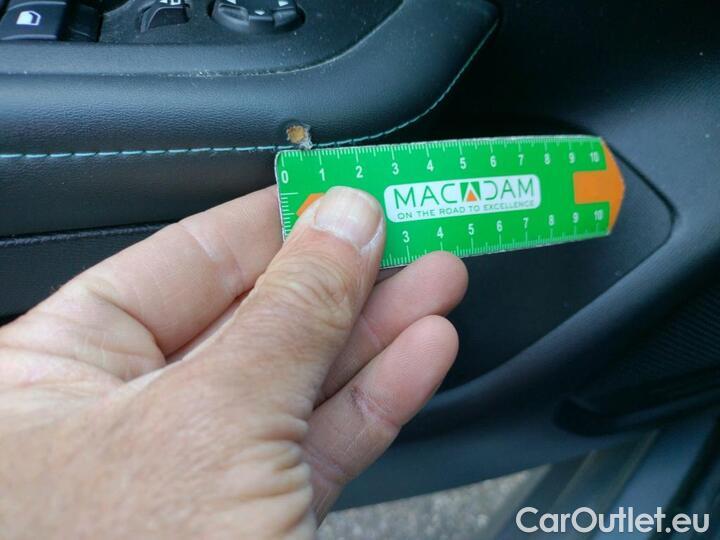 0 1 2 3 4 5 6 7 8 9 10
MACADAM
ON THE ROAD TO EXCELLENCE
3 4 5 6 7 8 9 10
CarOutlet.eu